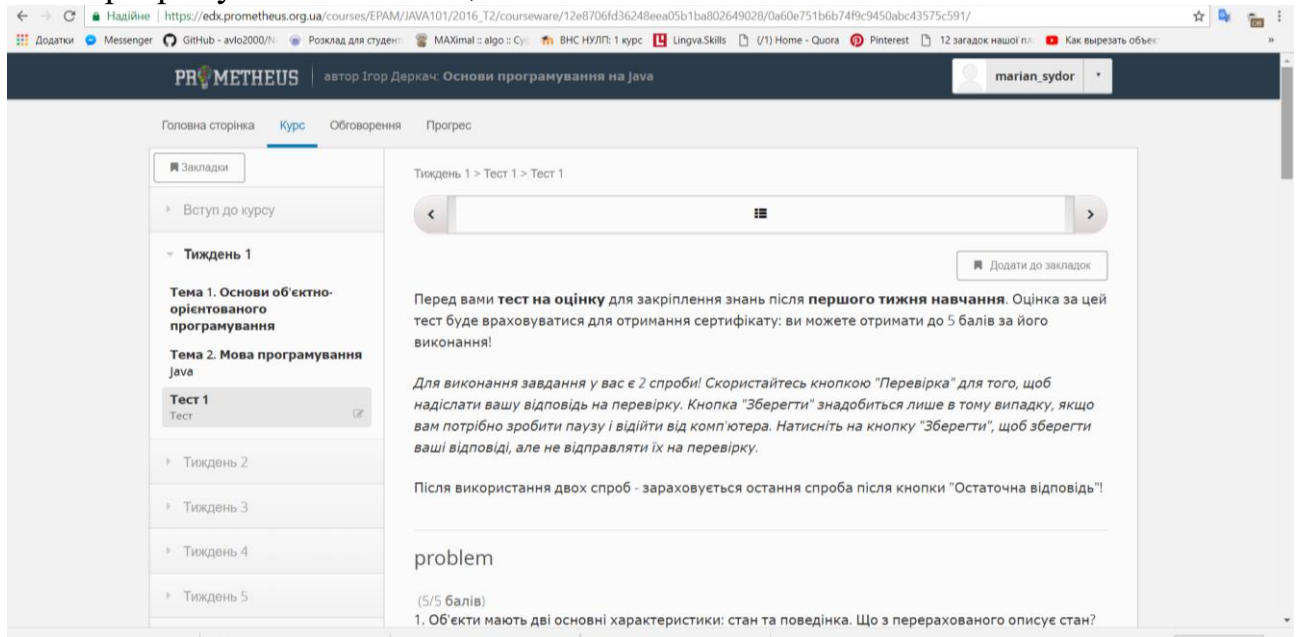 Надійне | https://edx.prometheus.org.ua/courses/EPAM/JAVA101/2016_T2/courseware/12e8706fd36248eea05b1ba802649028/0a60e751b6b74f9c9450abc43575c591/
Додатки Messenger GitHub - avlo2000/N Розклад для студен MAXimal :: algo :: Су ВНС НУЛП: 1 курс Lingva.Skills (/1) Home - Quora Pinterest 12 загадок нашої пл Как вырезать объек »
PROMETHEUS автор Ігор Деркач: Основи програмування на Java marian_sydor
Головна сторінка Курс Обговорення Прогрес
Закладки
Вступ до курсу
Тиждень 1
Тема 1. Основи об'єктно-
орієнтованого
програмування
Тема 2. Мова програмування
Java
Тест 1
Тест
Тиждень 2
Тиждень 3
Тиждень 4
Тиждень 5
Тиждень 1 > Тест 1 > Тест 1
Додати до закладок
Перед вами тест на оцінку для закріплення знань після першого тижня навчання. Оцінка за цей
тест буде враховуватися для отримання сертифікату: ви можете отримати до 5 балів за його
виконання!
Для виконання завдання у вас є 2 спроби! Скористайтесь кнопкою "Перевірка" для того, щоб
надіслати вашу відповідь на перевірку. Кнопка "Зберегти" знадобиться лише в тому випадку, якщо
вам потрібно зробити паузу і відійти від комп'ютера. Натисніть на кнопку "Зберегти", щоб зберегти
ваші відповіді, але не відправляти їх на перевірку.
Після використання двох спроб - зараховується остання спроба після кнопки "Остаточна відповідь"!
problem
(5/5 балів)
1. Об'єкти мають дві основні характеристики: стан та поведінка. Що з перерахованого описує стан?